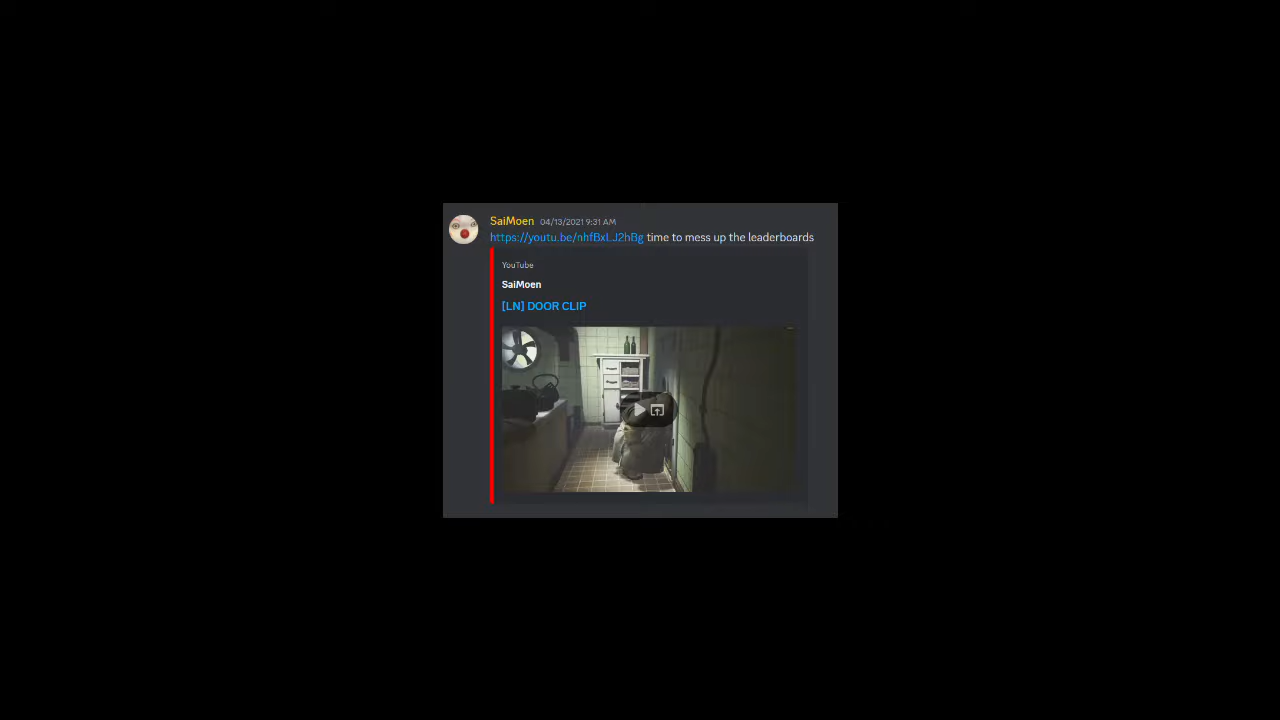 SaiMoen 04/13/2021 9:31 AM
https://youtu.be/nhfBxLJ2hBg time to mess up the leaderboards
YouTube
SaiMoen
[LN] DOOR CLIP